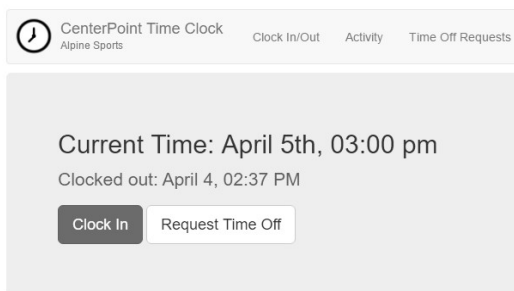 CenterPoint Time Clock
Alpine Sports
Clock In/Out Activity Time Off Requests
Current Time: April 5th, 03:00 pm
Clocked out: April 4, 02:37 PM
Clock In Request Time Off